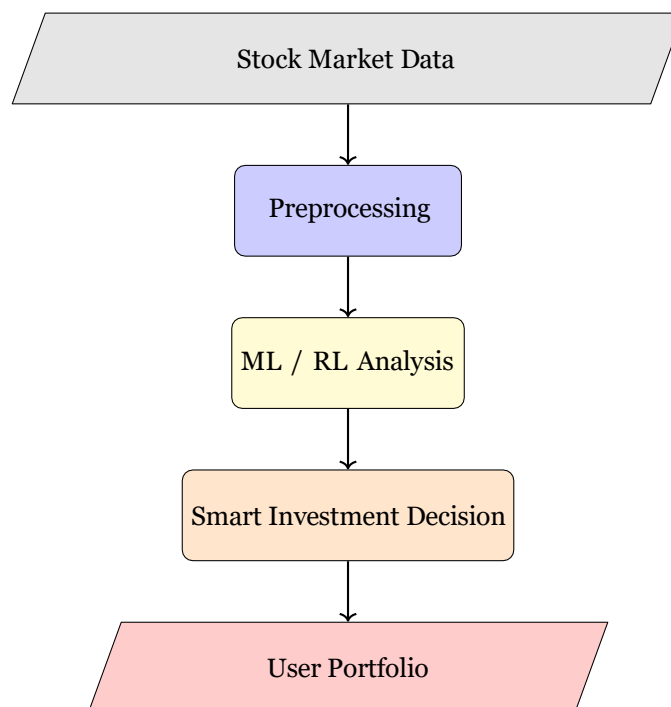 Stock Market Data
Preprocessing
ML / RL Analysis
Smart Investment Decision
User Portfolio